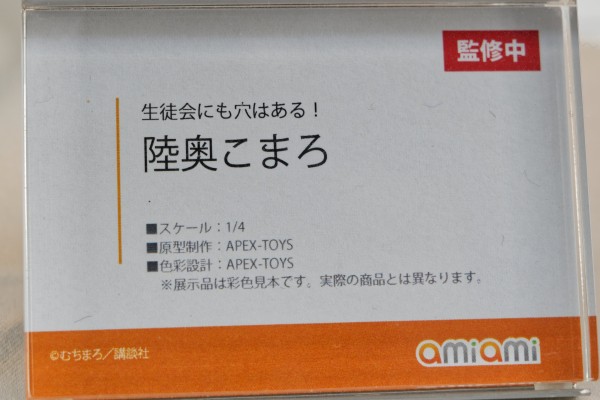 監修中
生徒会にも穴はある！
陸奥こまろ
■スケール：1/4
■原型制作：APEX-TOYS
■色彩設計：APEX-TOYS
※展示品は彩色見本です。実際の商品とは異なります。
©むちまろ／講談社
amiami